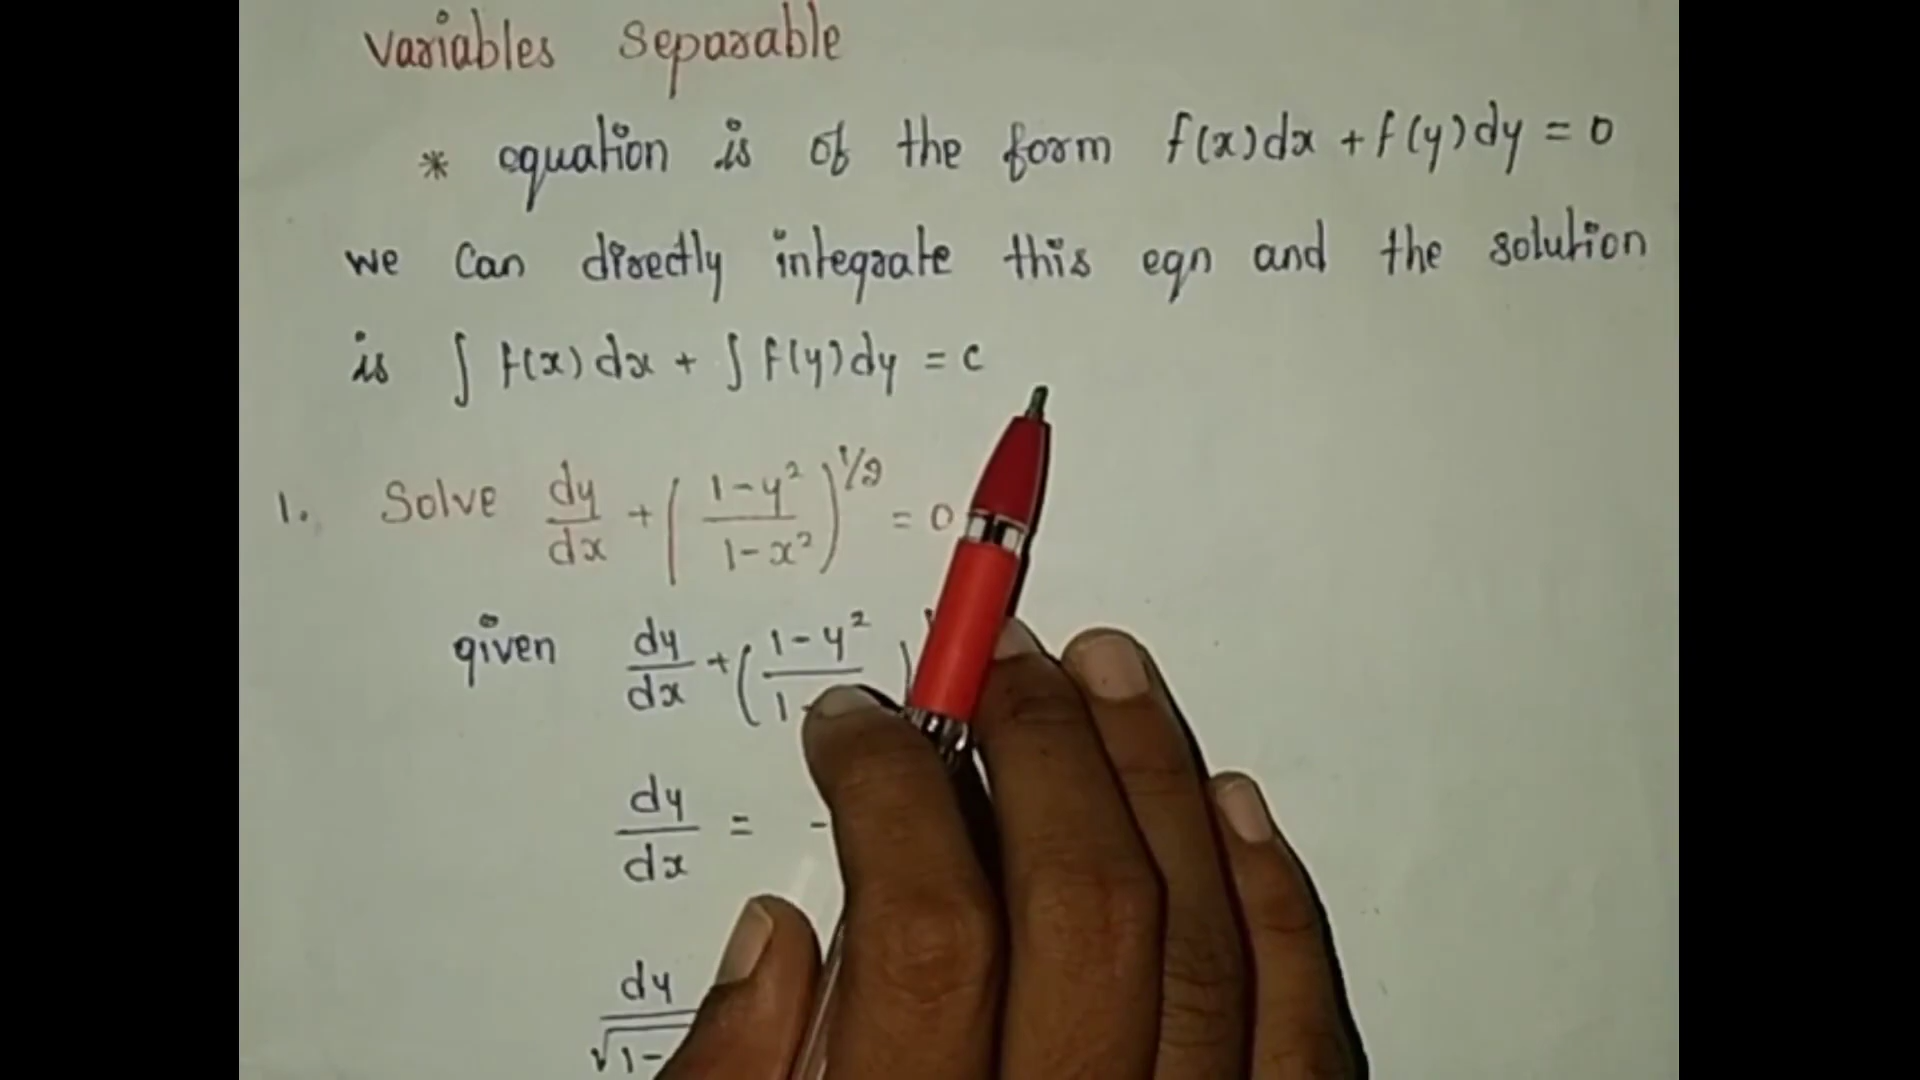 Variables Separable
* equation is of the form f(x)dx + f(y)dy = 0
we can directly integrate this eqn and the solution
is ∫ f(x) dx + ∫ f(y) dy = c
1. Solve dy/dx + ((1-y²)/(1-x²))^1/2 = 0
given dy/dx + (1-y²/1-
dy/dx = -
dy/√1-